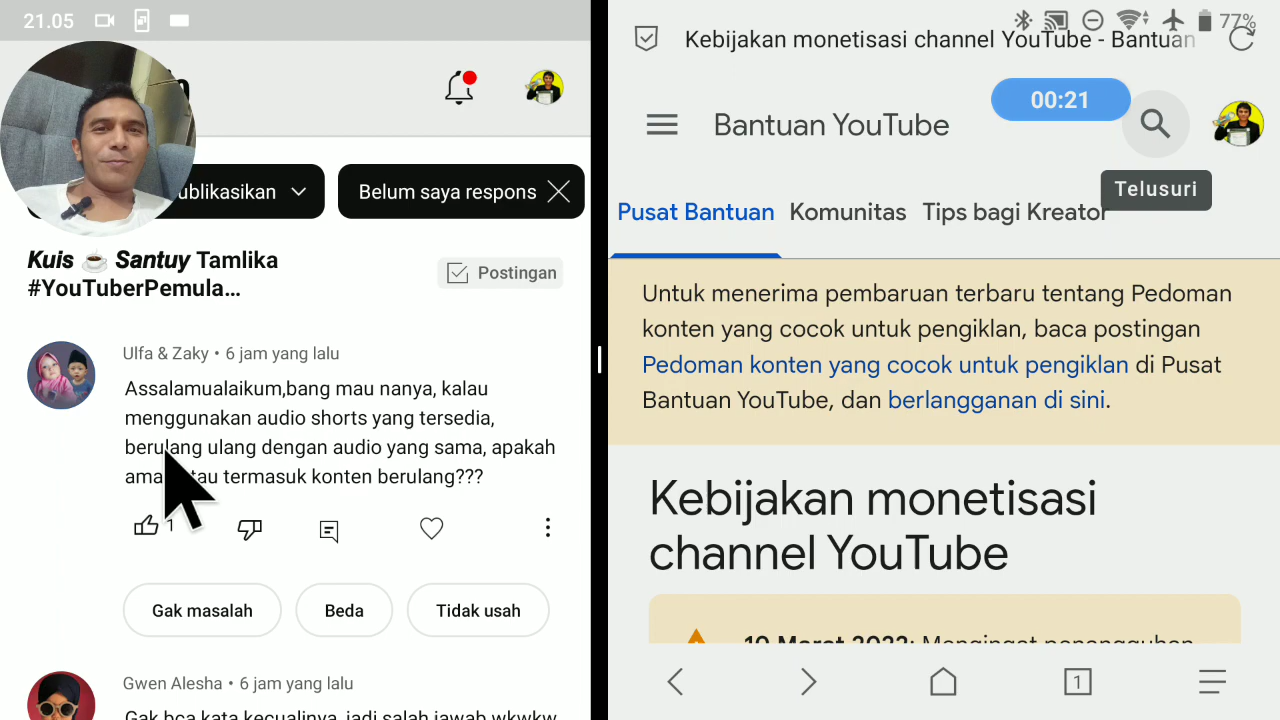 21.05
77%
n
ublikasikan
Belum saya respons
Kuis ☕ Santuy Tamlika
#YouTuberPemula...
Postingan
Ulfa & Zaky • 6 jam yang lalu
Assalamualaikum,bang mau nanya, kalau
menggunakan audio shorts yang tersedia,
berulang ulang dengan audio yang sama, apakah
ama tau termasuk konten berulang???
1
Gak masalah
Beda
Tidak usah
Gwen Alesha • 6 jam yang lalu
Gak bca kata kecualinya, jadi salah jawab wkwkw
Kebijakan monetisasi channel YouTube - Bantuan
00:21
Bantuan YouTube
Telusuri
Pusat Bantuan
Komunitas
Tips bagi Kreator
Untuk menerima pembaruan terbaru tentang Pedoman
konten yang cocok untuk pengiklan, baca postingan
Pedoman konten yang cocok untuk pengiklan di Pusat
Bantuan YouTube, dan berlangganan di sini.
Kebijakan monetisasi
channel YouTube
10 Maret 2022: Mengingat penangguhan
1